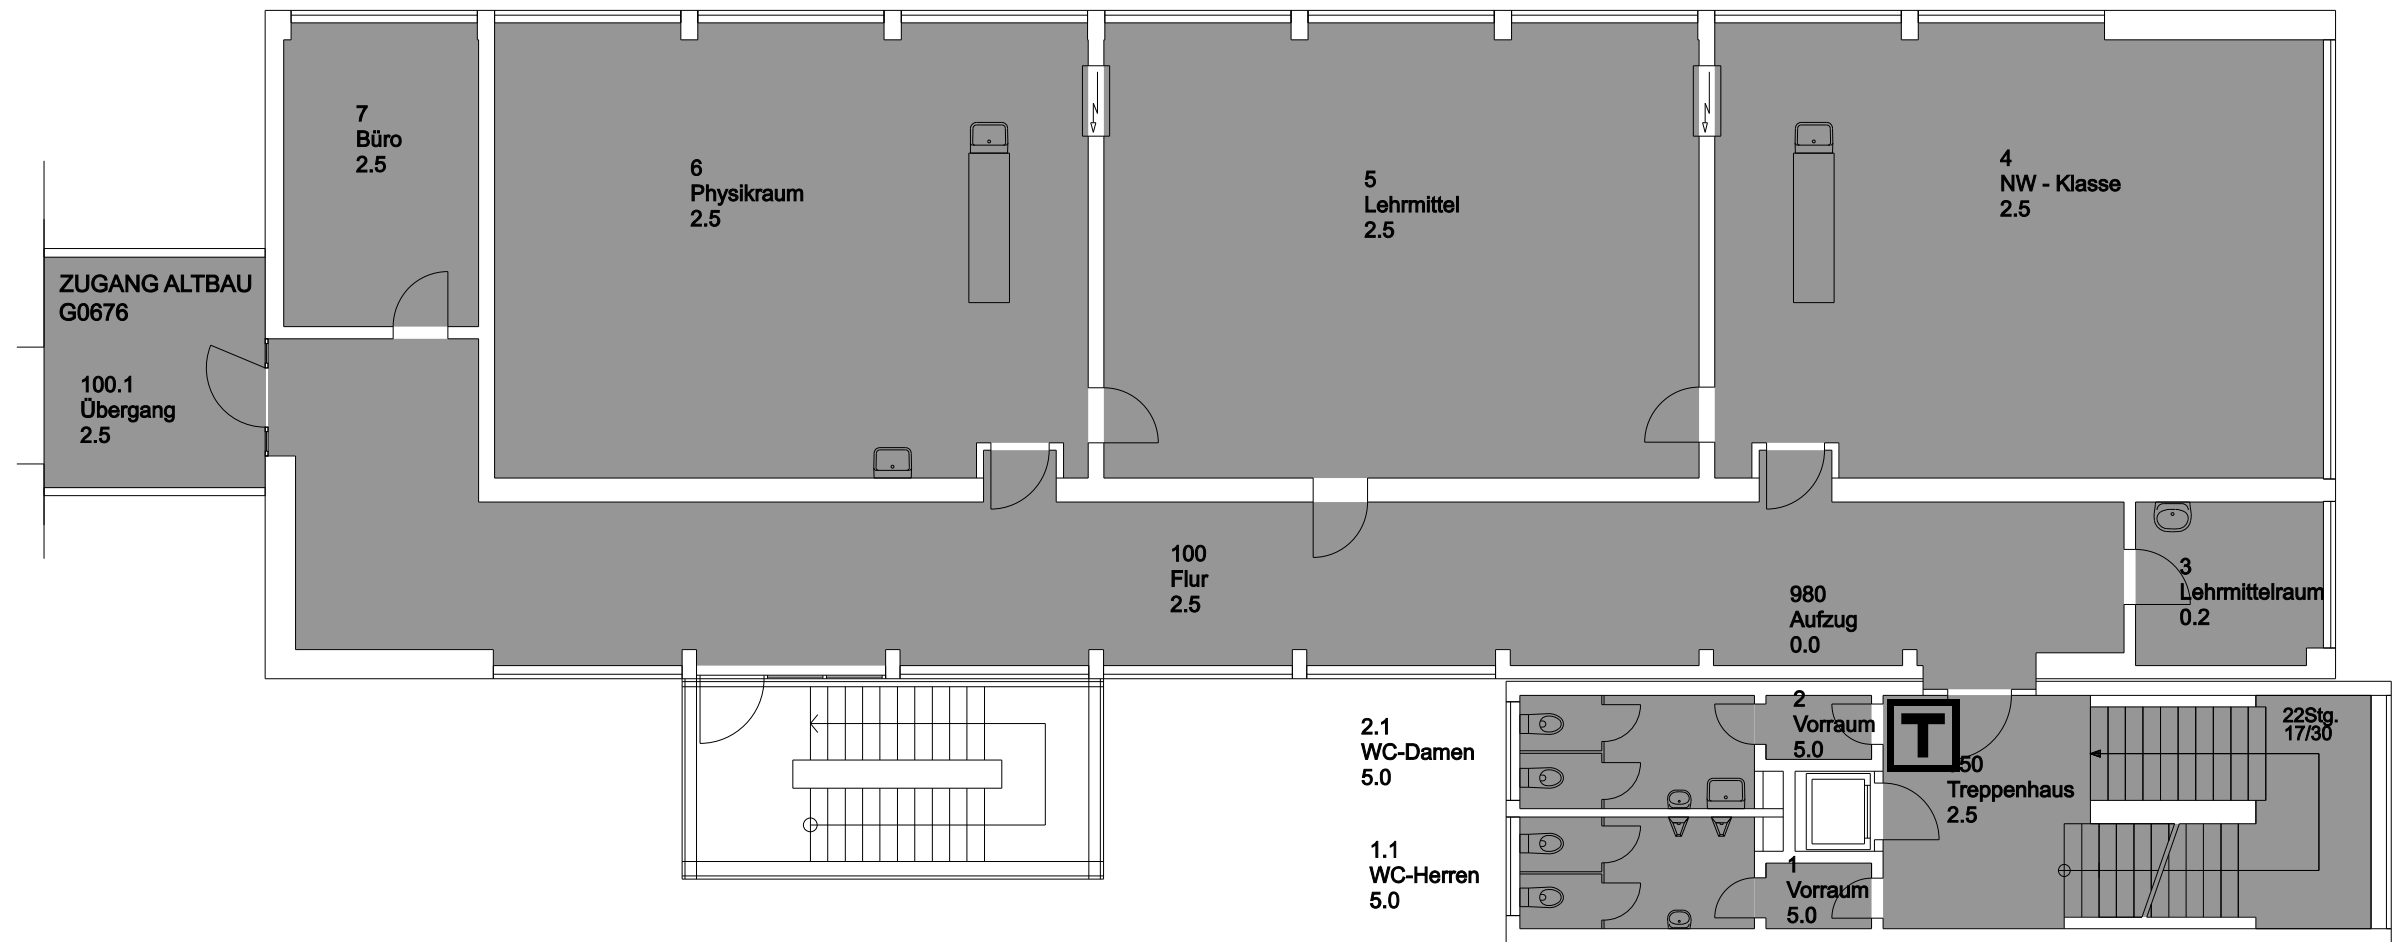 7
Büro
2.5
6
Physikraum
2.5
5
Lehrmittel
2.5
4
NW - Klasse
2.5
ZUGANG ALTBAU
G0676
100.1
Übergang
2.5
100
Flur
2.5
980
Aufzug
0.0
3
Lehrmittelraum
0.2
2.1
WC-Damen
5.0
2
Vorraum
5.0
T
50
Treppenhaus
2.5
22Stg.
17/30
1.1
WC-Herren
5.0
1
Vorraum
5.0